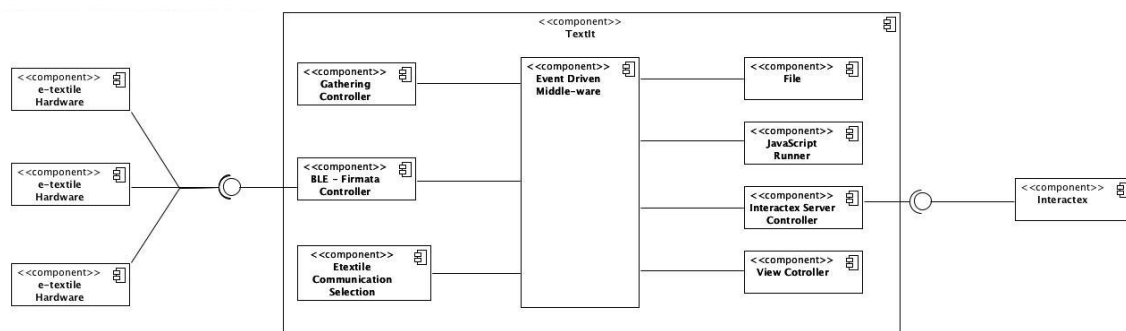 <<component>>
TextIt
<<component>>
e-textile
Hardware
<<component>>
e-textile
Hardware
<<component>>
e-textile
Hardware
<<component>>
Gathering
Controller
<<component>>
BLE - Firmata
Controller
<<component>>
Etextile
Communication
Selection
<<component>>
Event Driven
Middle-ware
<<component>>
File
<<component>>
JavaScript
Runner
<<component>>
Interactex Server
Controller
<<component>>
View Cotroller
<<component>>
Interactex